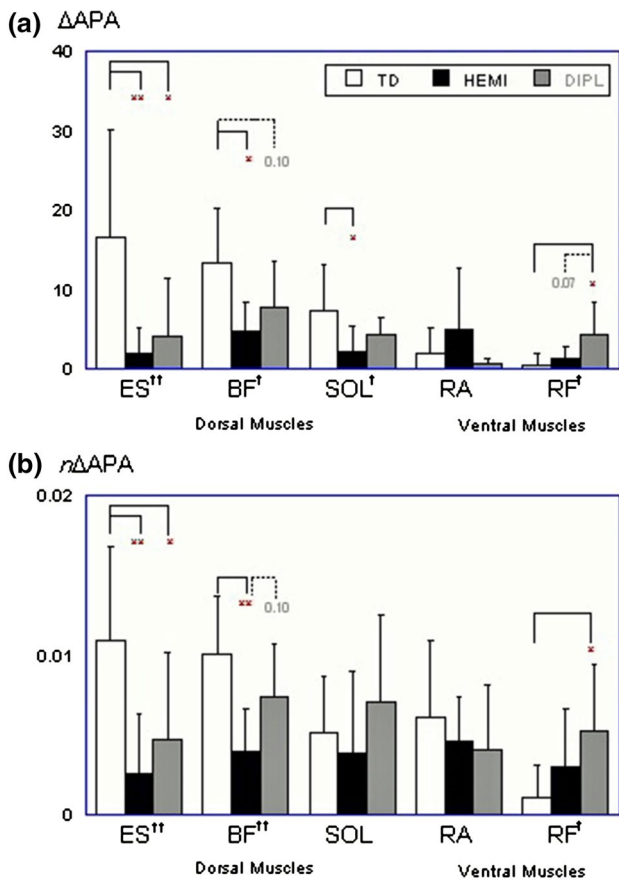 (a) ΔAPA
40
TD HEMI DIPL
** *
30
* 0.10
20
*
10
0.07 *
0
ES†† BF† SOL† RA RF†
Dorsal Muscles Ventral Muscles
(b) nΔAPA
0.02
** *
** 0.10
0.01
*
0
ES†† BF†† SOL RA RF†
Dorsal Muscles Ventral Muscles